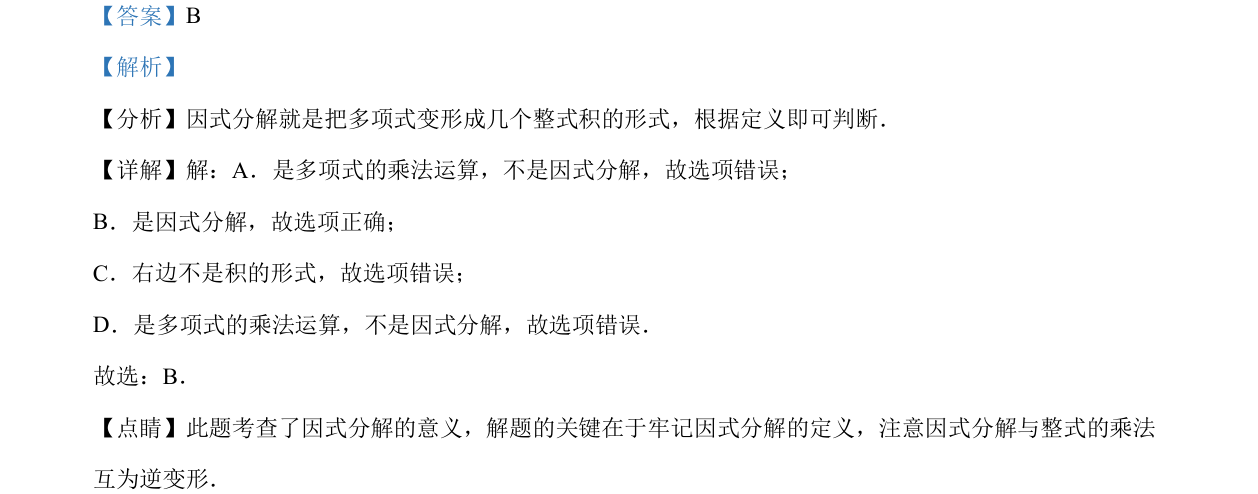 【答案】B
【解析】
【分析】因式分解就是把多项式变形成几个整式积的形式，根据定义即可判断．
【详解】解：A．是多项式的乘法运算，不是因式分解，故选项错误；
B．是因式分解，故选项正确；
C．右边不是积的形式，故选项错误；
D．是多项式的乘法运算，不是因式分解，故选项错误．
故选：B．
【点睛】此题考查了因式分解的意义，解题的关键在于牢记因式分解的定义，注意因式分解与整式的乘法
互为逆变形．